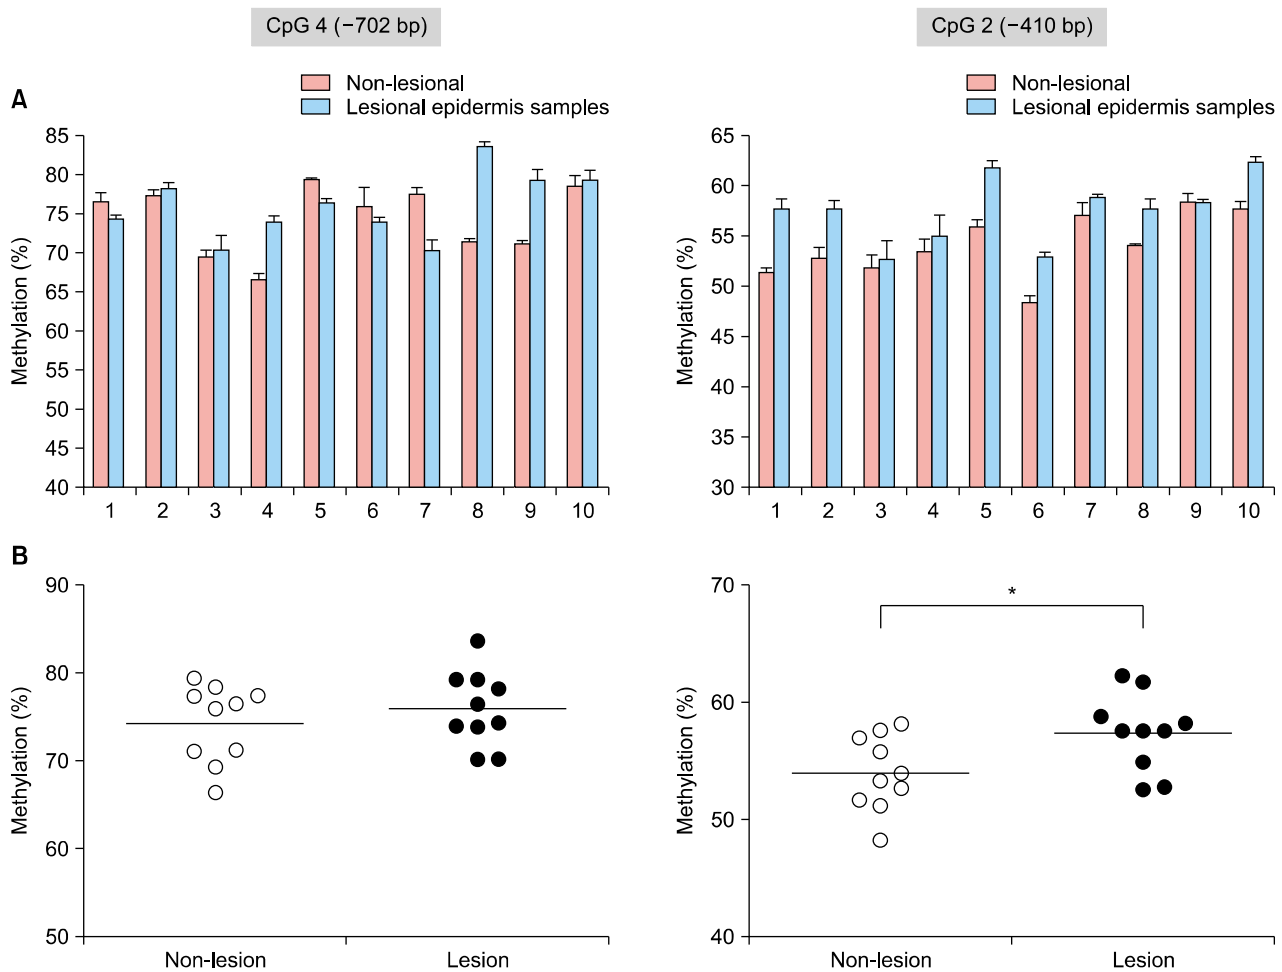 CpG 4 (−702 bp)
CpG 2 (−410 bp)
A
Non-lesional
Lesional epidermis samples
Methylation (%)
85
80
75
70
65
60
55
50
45
40
1 2 3 4 5 6 7 8 9 10
Non-lesional
Lesional epidermis samples
Methylation (%)
65
60
55
50
45
40
35
30
1 2 3 4 5 6 7 8 9 10
B
Methylation (%)
90
80
70
60
50
Non-lesion Lesion
Methylation (%)
70
60
50
40
*
Non-lesion Lesion